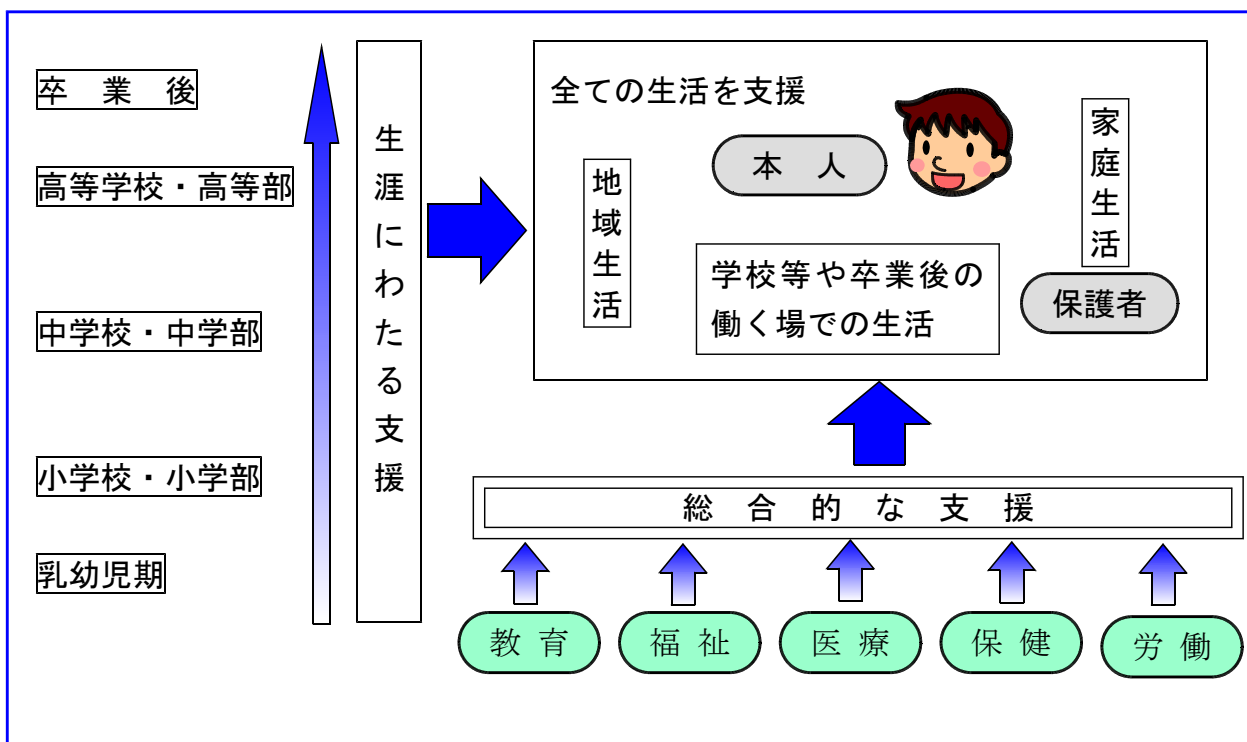 卒 業 後
高等学校・高等部
中学校・中学部
小学校・小学部
乳幼児期
生涯にわたる支援
全ての生活を支援
本 人
地域生活
家庭生活
学校等や卒業後の
働く場での生活
保護者
総 合 的 な 支 援
教 育
福 祉
医 療
保 健
労 働